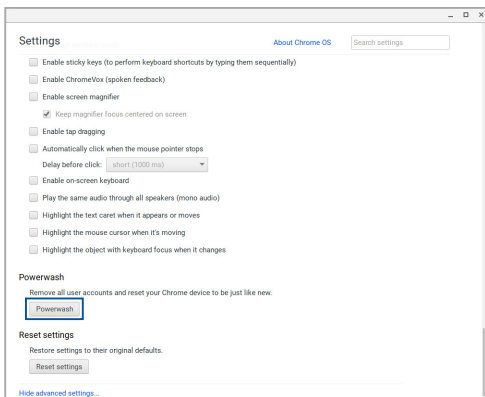 Settings
About Chrome OS
Search settings
Enable sticky keys (to perform keyboard shortcuts by typing them sequentially)
Enable ChromeVox (spoken feedback)
Enable screen magnifier
Keep magnifier focus centered on screen
Enable tap dragging
Automatically click when the mouse pointer stops
Delay before click: short (1000 ms)
Enable on-screen keyboard
Play the same audio through all speakers (mono audio)
Highlight the text caret when it appears or moves
Highlight the mouse cursor when it's moving
Highlight the object with keyboard focus when it changes
Powerwash
Remove all user accounts and reset your Chrome device to be just like new.
Powerwash
Reset settings
Restore settings to their original defaults.
Reset settings
Hide advanced settings...